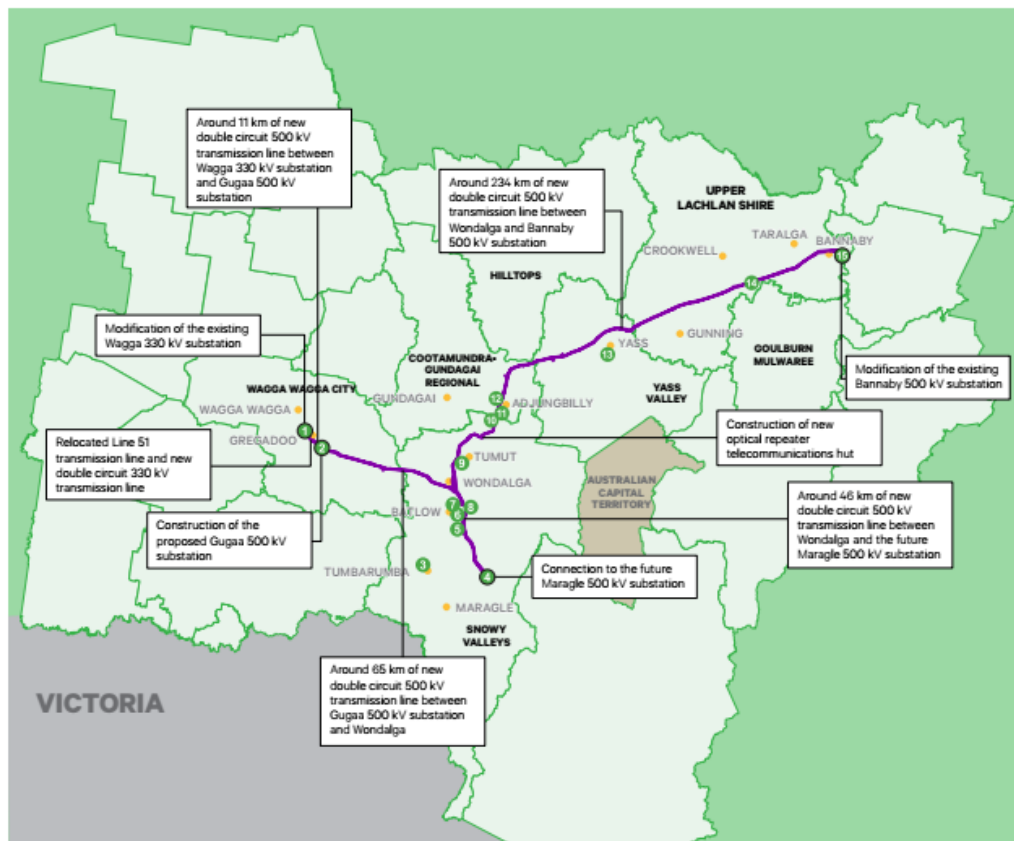 Around 11 km of new
double circuit 500 kV
transmission line between
Wagga 330 kV substation
and Gugaa 500 kV
substation
Around 234 km of new
double circuit 500 kV
transmission line between
Wondalga and Bannaby
500 kV substation
UPPER
LACHLAN SHIRE
TARALGA
CROOKWELL
BANNABY
15
HILLTOPS
14
Modification of the existing
Wagga 330 kV substation
GUNNING
YASS
13
GOULBURN
MULWAREE
COOTAMUNDRA-
GUNDAGAI
REGIONAL
Modification of the existing
Bannaby 500 kV substation
WAGGA WAGGA CITY
YASS
VALLEY
GUNDAGAI
12
ADJUNGBILLY
11
10
WAGGA WAGGA
1
GREGADOO
2
Construction of new
optical repeater
telecommunications hut
Relocated Line 51
transmission line and new
double circuit 330 kV
transmission line
TUMUT
9
WONDALGA
AUSTRALIAN
CAPITAL
TERRITORY
Around 46 km of new
double circuit 500 kV
transmission line between
Wondalga and the future
Maragle 500 kV substation
7
8
BATLOW
6
5
Construction of the
proposed Gugaa 500 kV
substation
Connection to the future
Maragle 500 kV substation
3
TUMBARUMBA
4
MARAGLE
SNOWY
VALLEYS
Around 65 km of new
double circuit 500 kV
transmission line between
Gugaa 500 kV substation
and Wondalga
VICTORIA